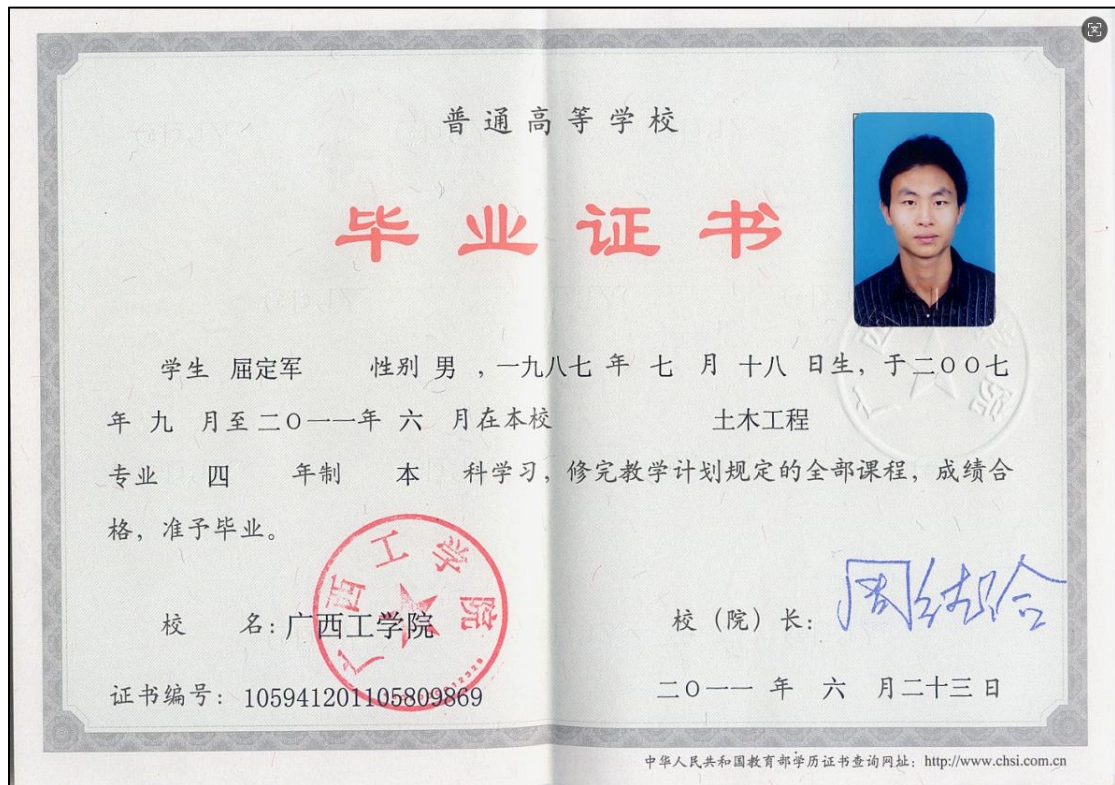 普通高等学校
毕业证书
学生 屈定军 性别 男 ，一九八七 年 七 月 十八 日生，于二00七
年 九 月至二0一一年 六 月在本校 土木工程
专业 四 年制 本 科学习，修完教学计划规定的全部课程，成绩合
格，准予毕业。
广西工学院
校 名：广西工学院
校（院）长：
证书编号：105941201105809869
二0一一 年 六 月二十三日
中华人民共和国教育部学历证书查询网址：http://www.chsi.com.cn